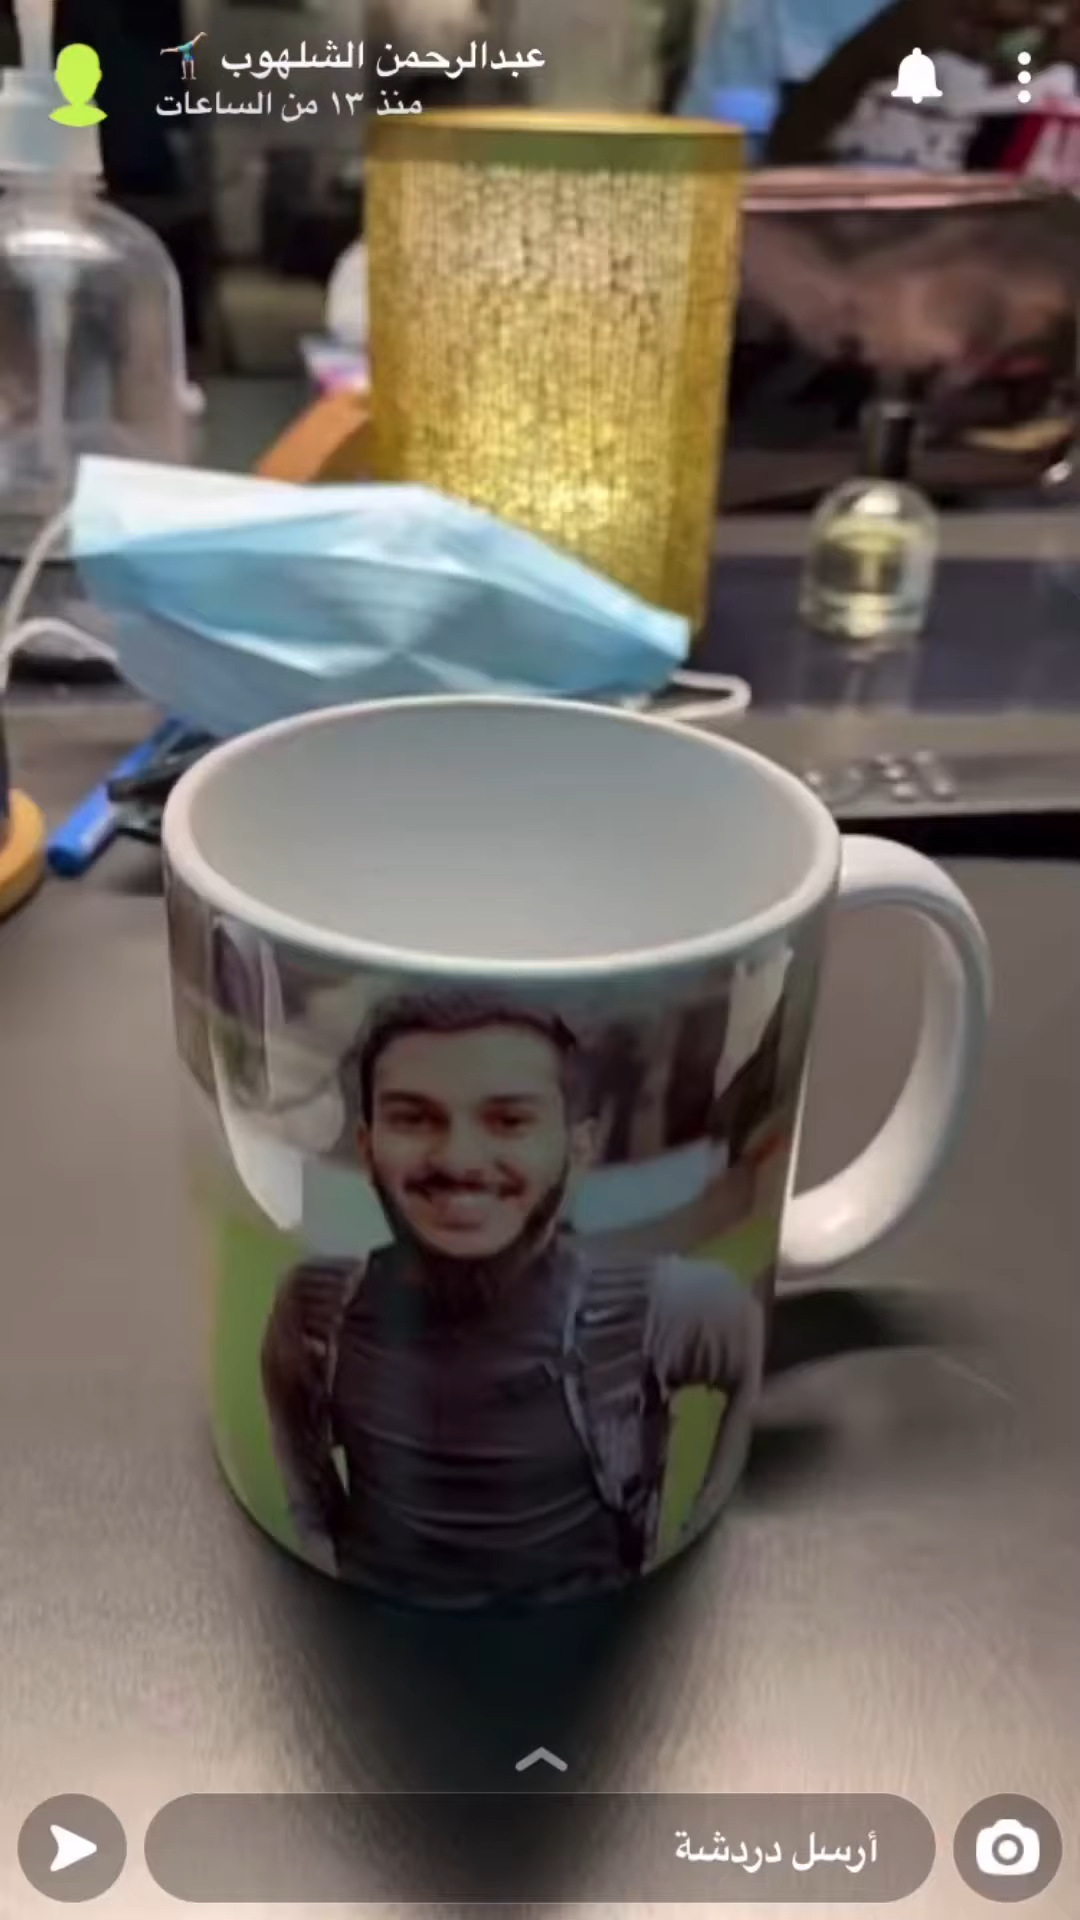 عبدالرحمن الشلهوب 🤸🏻‍♂️
منذ ١٣ من الساعات
أرسل دردشة